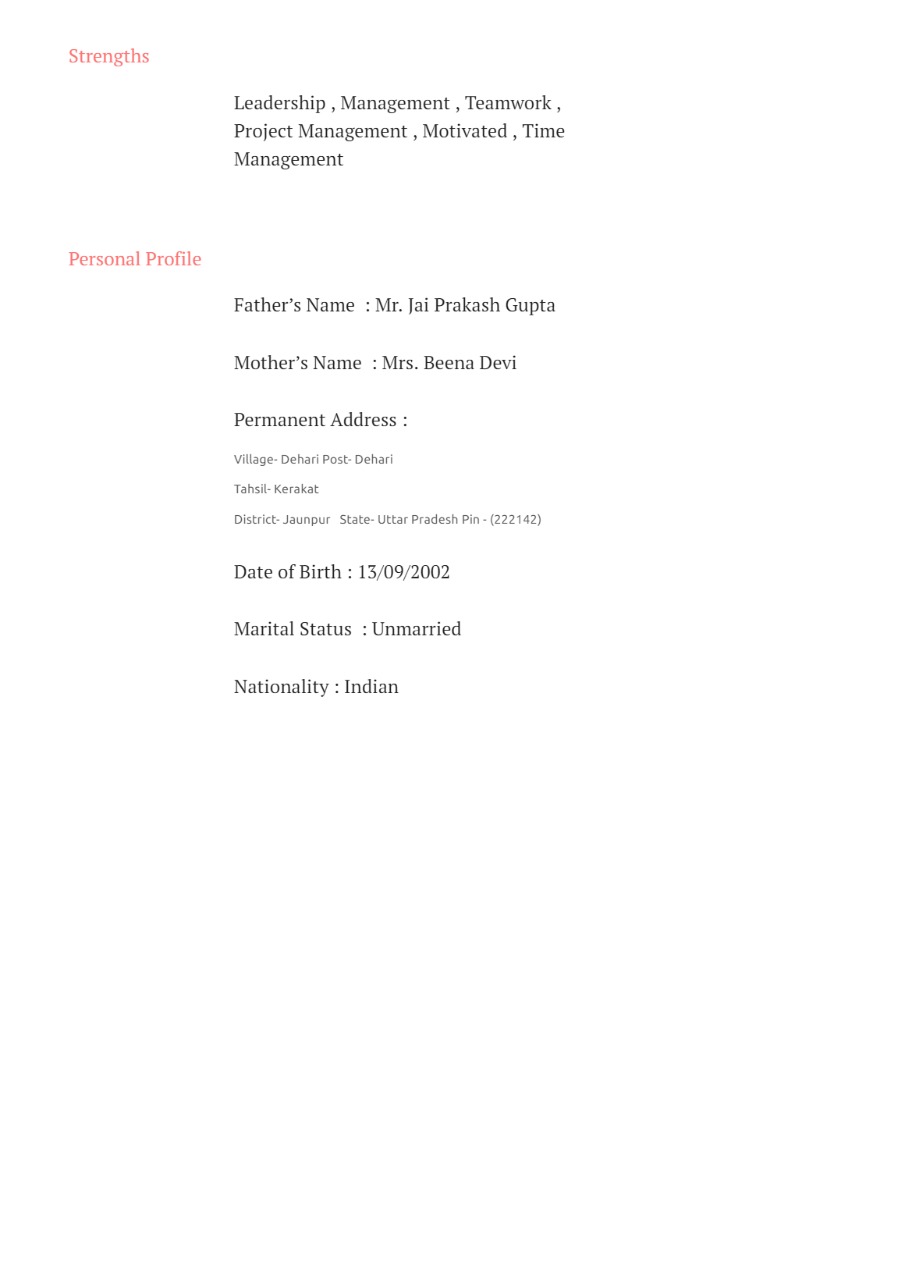 Strengths
Leadership , Management , Teamwork ,
Project Management , Motivated , Time
Management
Personal Profile
Father’s Name  : Mr. Jai Prakash Gupta
Mother’s Name  : Mrs. Beena Devi
Permanent Address :
Village- Dehari Post- Dehari
Tahsil- Kerakat
District- Jaunpur   State- Uttar Pradesh Pin - (222142)
Date of Birth : 13/09/2002
Marital Status  : Unmarried
Nationality : Indian